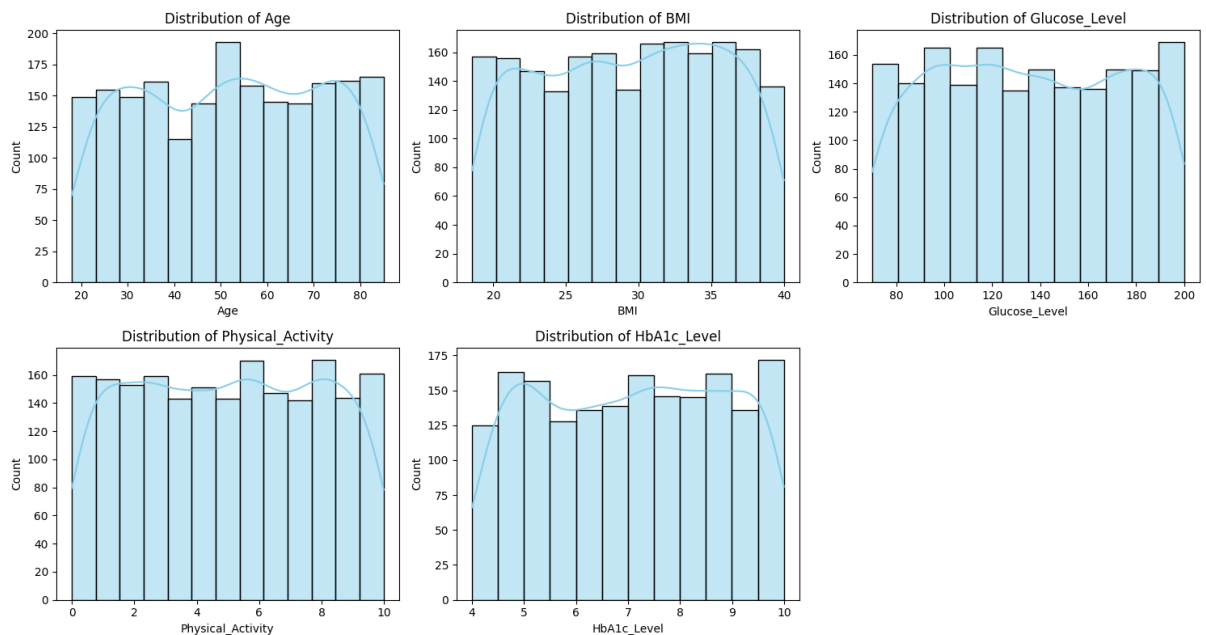 Distribution of Age
200
175
150
125
100
75
50
25
0
Count
20 30 40 50 60 70 80
Age
Distribution of BMI
160
140
120
100
80
60
40
20
0
Count
20 25 30 35 40
BMI
Distribution of Glucose_Level
160
140
120
100
80
60
40
20
0
Count
80 100 120 140 160 180 200
Glucose_Level
Distribution of Physical_Activity
160
140
120
100
80
60
40
20
0
Count
0 2 4 6 8 10
Physical_Activity
Distribution of HbA1c_Level
175
150
125
100
75
50
25
0
Count
4 5 6 7 8 9 10
HbA1c_Level